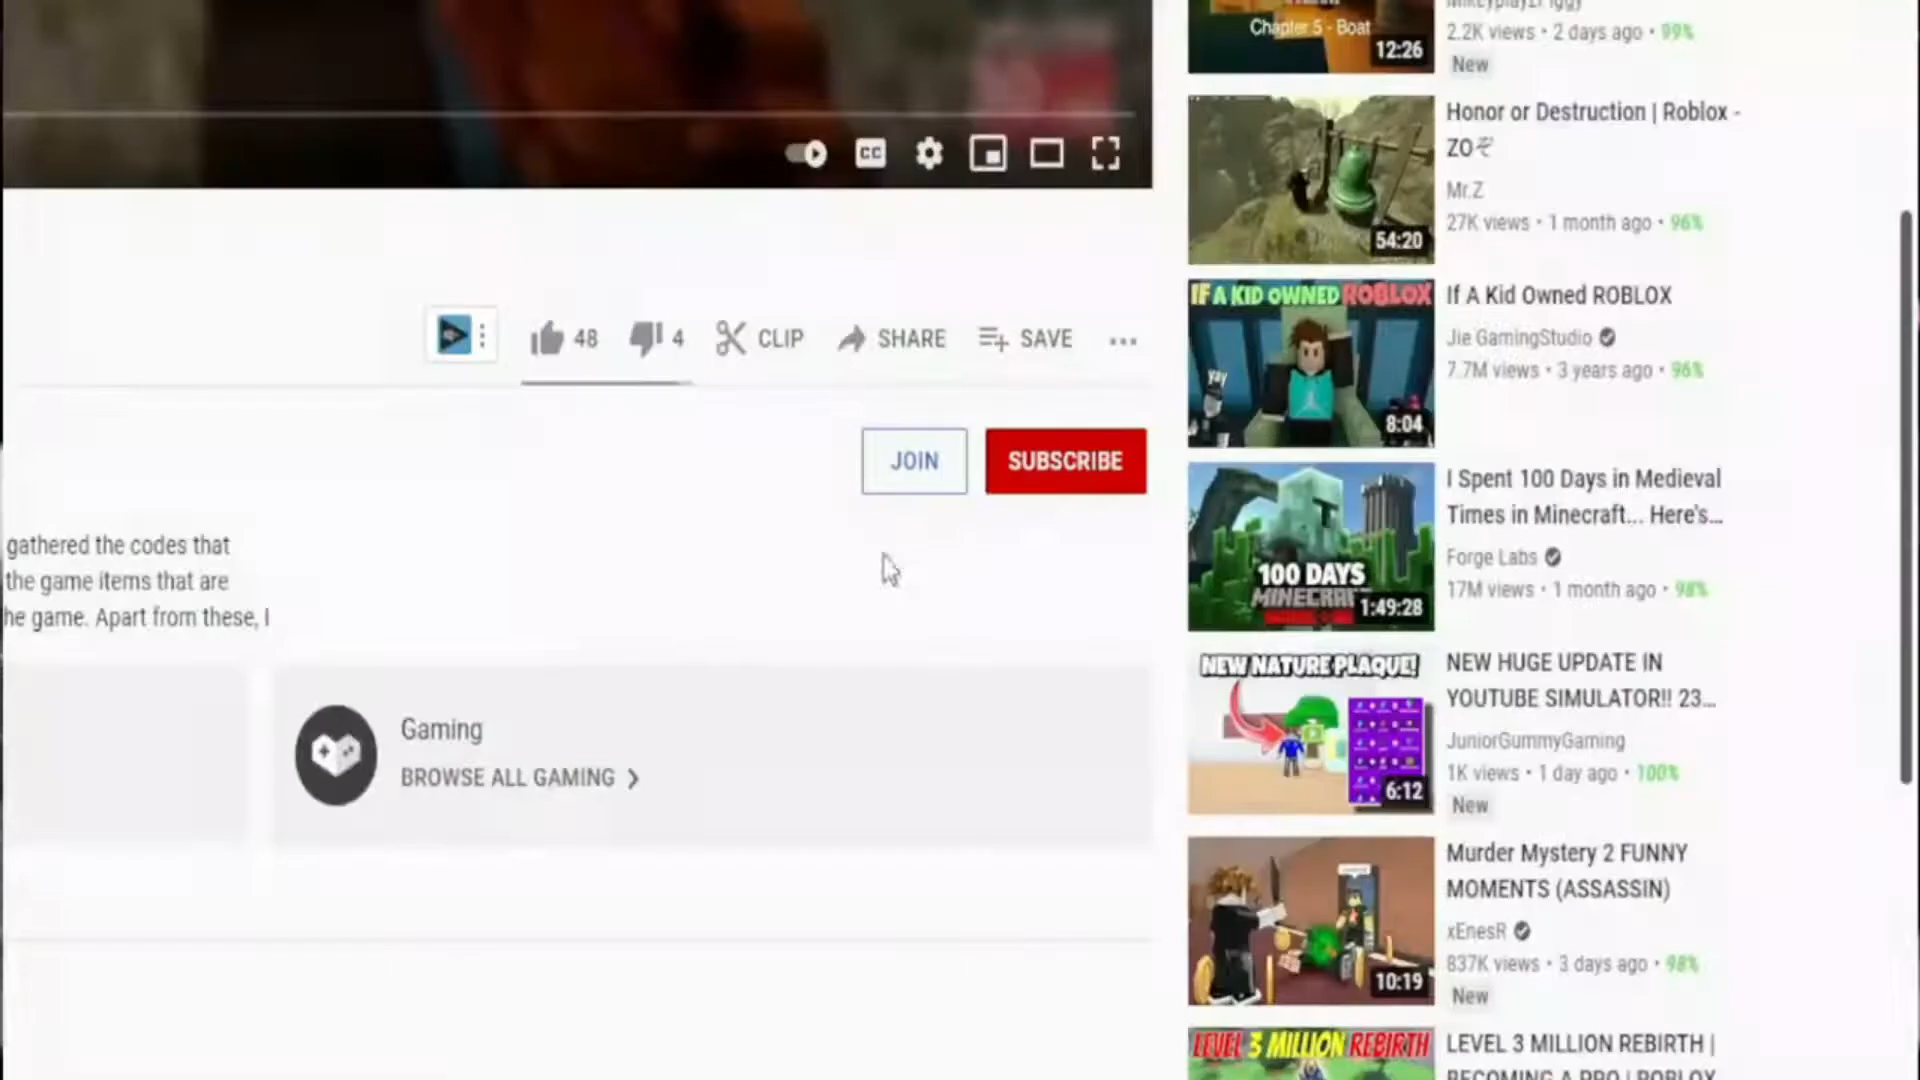 Chapter 5 - Boat
12:26
2.2K views • 2 days ago • 99%
New
CC
54:20
Honor or Destruction | Roblox -
ZOぞ
Mr.Z
27K views • 1 month ago • 96%
IF A KID OWNED ROBLOX
yay
8:04
If A Kid Owned ROBLOX
Jie GamingStudio
7.7M views • 3 years ago • 96%
48
4
CLIP
SHARE
SAVE
JOIN
SUBSCRIBE
100 DAYS
MINECRAFT
1:49:28
I Spent 100 Days in Medieval
Times in Minecraft... Here's...
Forge Labs
17M views • 1 month ago • 98%
gathered the codes that
the game items that are
he game. Apart from these, I
Gaming
BROWSE ALL GAMING
NEW NATURE PLAQUE!
6:12
NEW HUGE UPDATE IN
YOUTUBE SIMULATOR!! 23...
JuniorGummyGaming
1K views • 1 day ago • 100%
New
10:19
Murder Mystery 2 FUNNY
MOMENTS (ASSASSIN)
xEnesR
837K views • 3 days ago • 98%
New
LEVEL 3 MILLION REBIRTH
LEVEL 3 MILLION REBIRTH |
BECOMING A PRO | ROBLOX